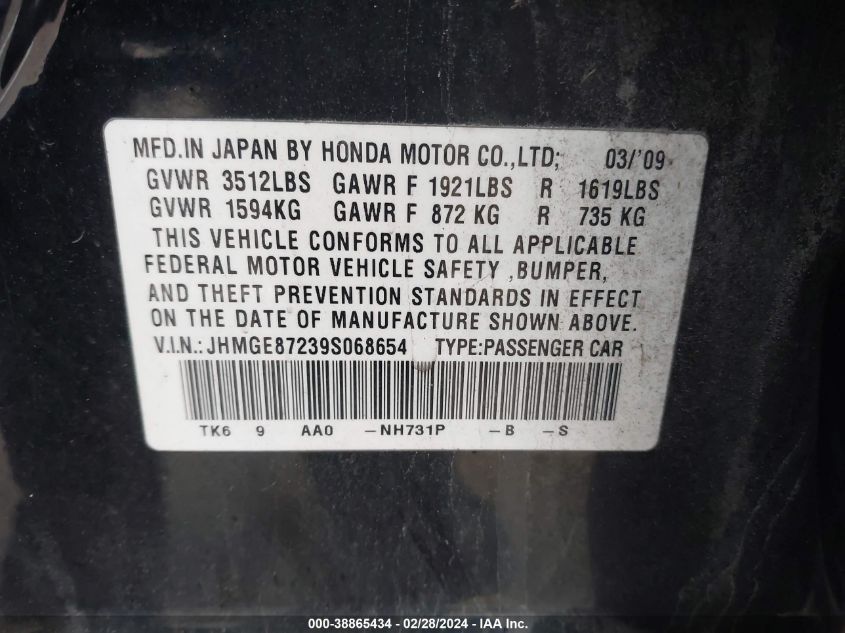 MFD.IN JAPAN BY HONDA MOTOR CO.,LTD; 03/'09
GVWR 3512LBS GAWR F 1921LBS R 1619LBS
GVWR 1594KG GAWR F 872 KG R 735 KG
THIS VEHICLE CONFORMS TO ALL APPLICABLE
FEDERAL MOTOR VEHICLE SAFETY ,BUMPER,
AND THEFT PREVENTION STANDARDS IN EFFECT
ON THE DATE OF MANUFACTURE SHOWN ABOVE.
V.I.N.: JHMGE87239S068654 TYPE:PASSENGER CAR
TK6 9 AA0 -NH731P -B -S
000-38865434 - 02/28/2024 - IAA Inc.